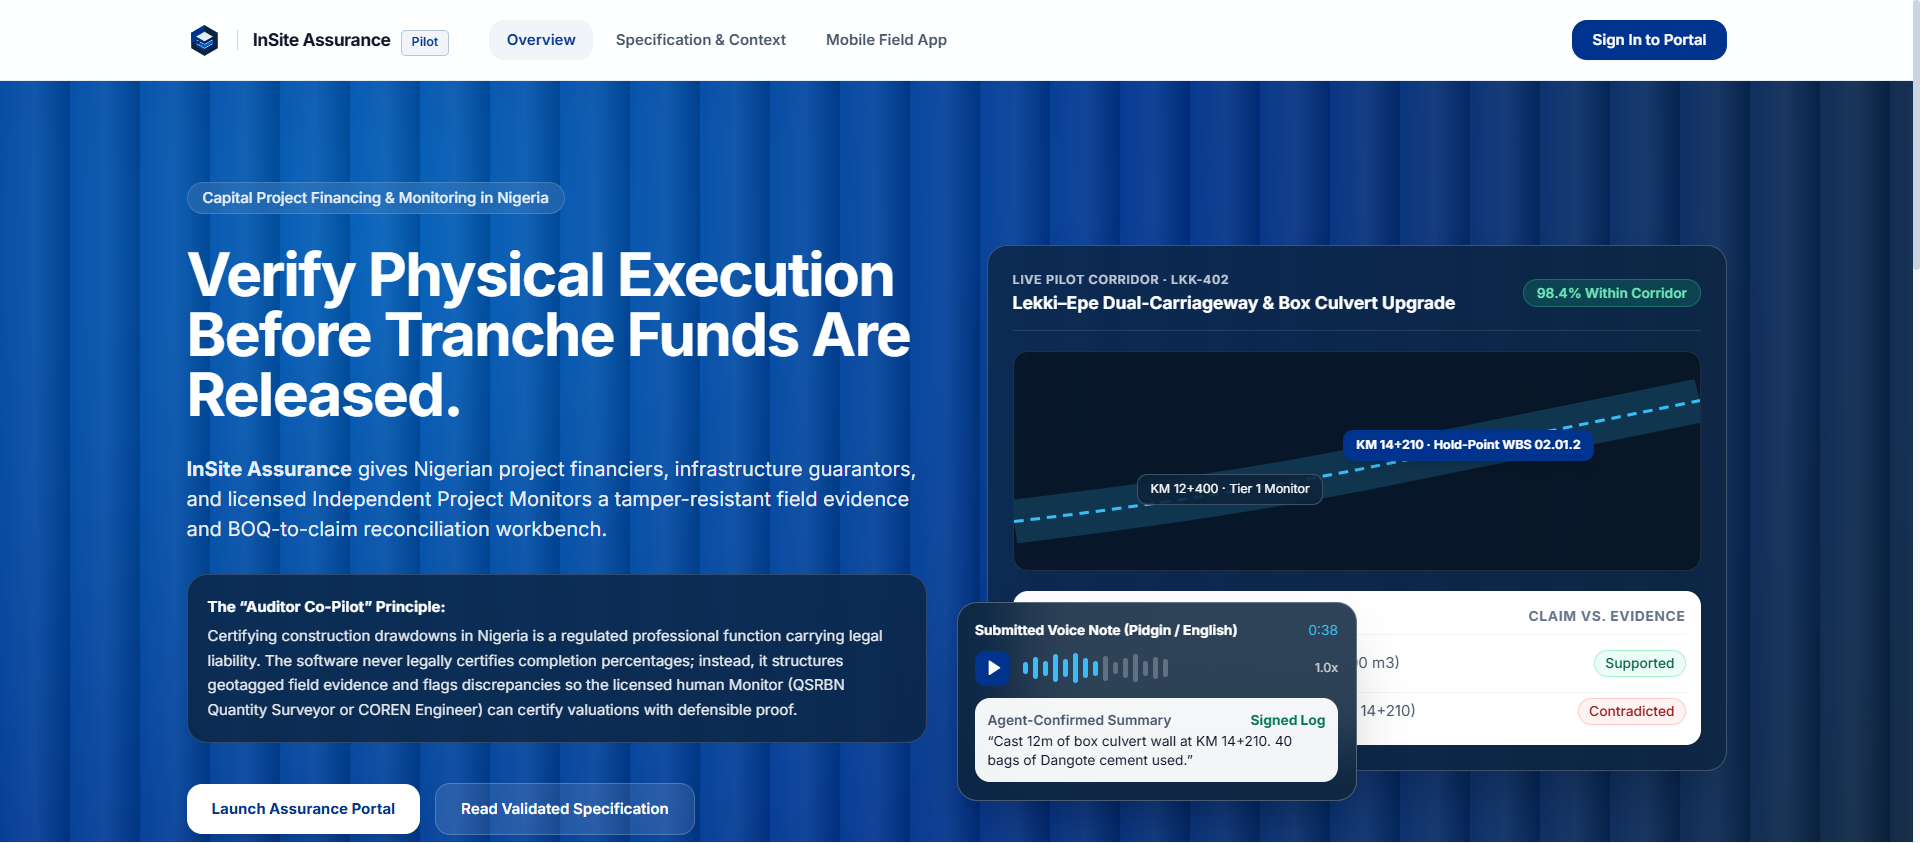 InSite Assurance
Pilot
Overview
Specification & Context
Mobile Field App
Sign In to Portal
Capital Project Financing & Monitoring in Nigeria
Verify Physical Execution
Before Tranche Funds Are
Released.
InSite Assurance gives Nigerian project financiers, infrastructure guarantors,
and licensed Independent Project Monitors a tamper-resistant field evidence
and BOQ-to-claim reconciliation workbench.
The “Auditor Co-Pilot” Principle:
Certifying construction drawdowns in Nigeria is a regulated professional function carrying legal
liability. The software never legally certifies completion percentages; instead, it structures
geotagged field evidence and flags discrepancies so the licensed human Monitor (QSRBN
Quantity Surveyor or COREN Engineer) can certify valuations with defensible proof.
Launch Assurance Portal
Read Validated Specification
LIVE PILOT CORRIDOR · LKK-402
Lekki–Epe Dual-Carriageway & Box Culvert Upgrade
98.4% Within Corridor
KM 14+210 · Hold-Point WBS 02.01.2
KM 12+400 · Tier 1 Monitor
CLAIM VS. EVIDENCE
0 m3)
Supported
14+210)
Contradicted
Submitted Voice Note (Pidgin / English)
0:38
1.0x
Agent-Confirmed Summary
Signed Log
“Cast 12m of box culvert wall at KM 14+210. 40
bags of Dangote cement used.”